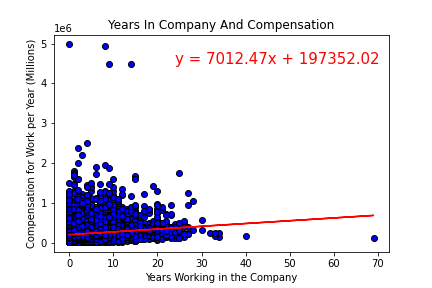 Years In Company And Compensation
1e6
y = 7012.47x + 197352.02
5
4
3
2
1
0
Compensation for Work per Year (Millions)
0 10 20 30 40 50 60 70
Years Working in the Company